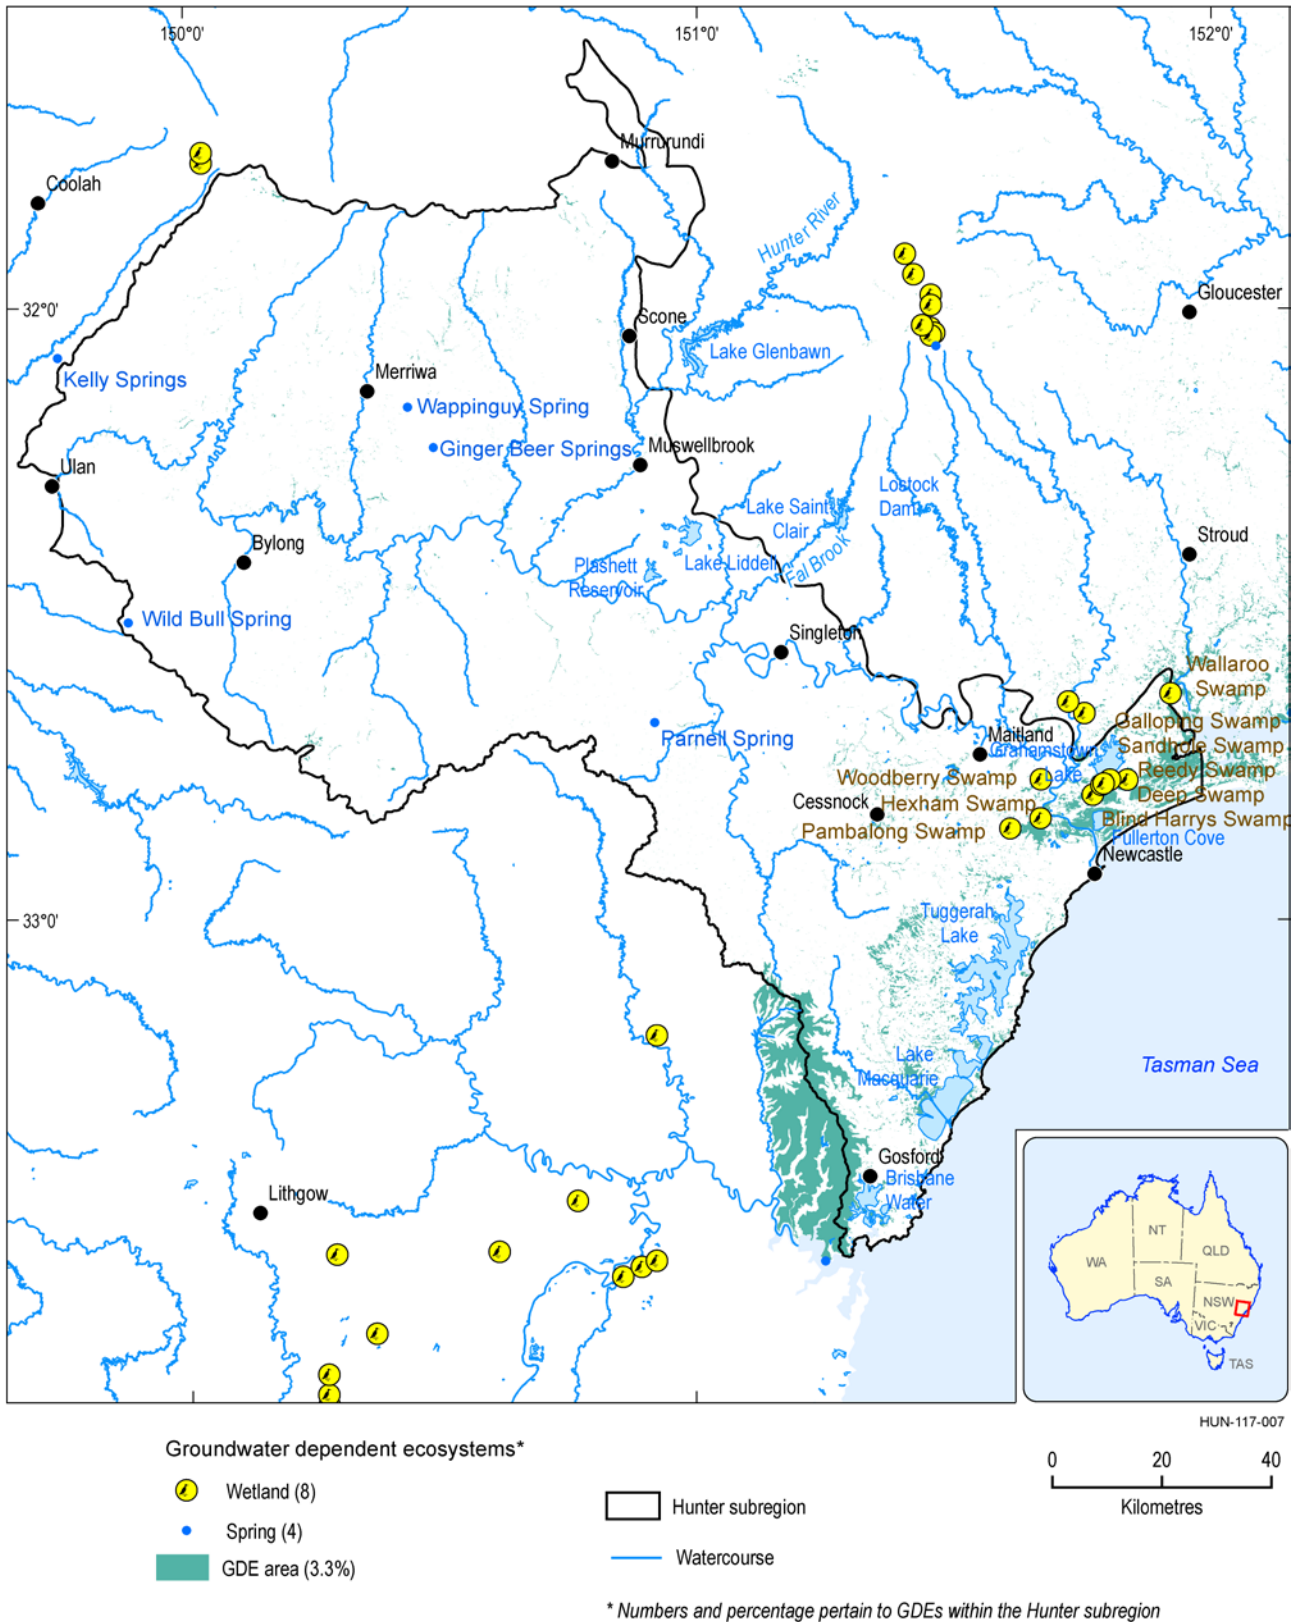 150°0'
151°0'
152°0'
Murrurundi
Coolah
Hunter River
Gloucester
32°0'
Scone
Lake Glenbawn
Kelly Springs
Merriwa
Wappinguy Spring
Ginger Beer Springs
Muswellbrook
Ulan
Lostock
Dam
Lake Saint
Clair
Stroud
Bylong
Fal Brook
Lake Liddell
Plashett
Reservoir
Wild Bull Spring
Singleton
Wallaroo
Swamp
Galloping Swamp
Parnell Spring
Maitland
Grahamstown
Lake
Sandhole Swamp
Reedy Swamp
Woodberry Swamp
Deep Swamp
Hexham Swamp
Cessnock
Blind Harrys Swamp
Pambalong Swamp
Fullerton Cove
Newcastle
33°0'
Tuggerah
Lake
Lake
Macquarie
Tasman Sea
Gosford
Brisbane
Water
Lithgow
WA
NT
QLD
SA
NSW
VIC
TAS
HUN-117-007
Groundwater dependent ecosystems*
Wetland (8)
Spring (4)
GDE area (3.3%)
Hunter subregion
Watercourse
0 20 40
Kilometres
* Numbers and percentage pertain to GDEs within the Hunter subregion